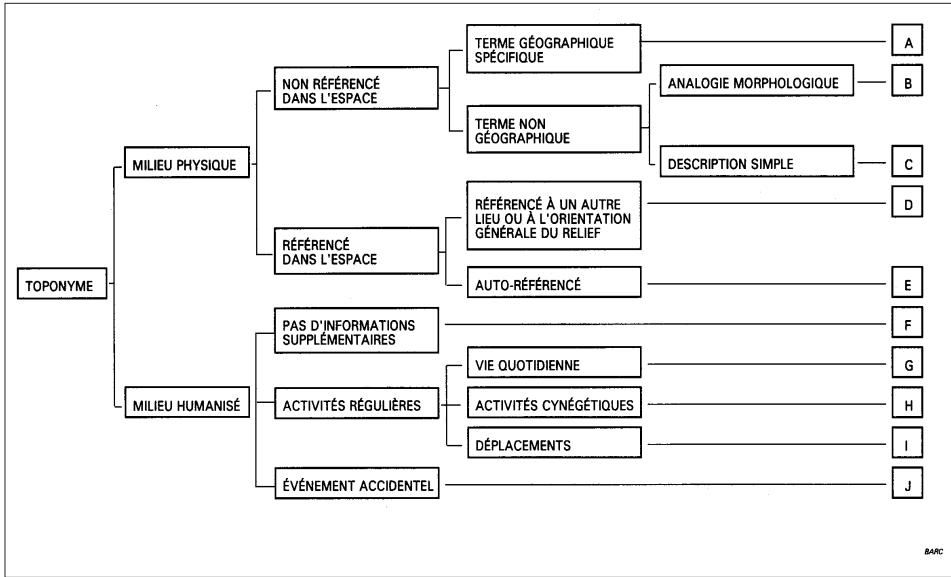 TERME GÉOGRAPHIQUE
SPÉCIFIQUE
A
NON RÉFÉRENCÉ
DANS L'ESPACE
ANALOGIE MORPHOLOGIQUE
B
TERME NON
GÉOGRAPHIQUE
MILIEU PHYSIQUE
DESCRIPTION SIMPLE
C
RÉFÉRENCÉ À UN AUTRE
LIEU OU À L'ORIENTATION
GÉNÉRALE DU RELIEF
D
RÉFÉRENCÉ
DANS L'ESPACE
TOPONYME
AUTO-RÉFÉRENCÉ
E
PAS D'INFORMATIONS
SUPPLÉMENTAIRES
F
VIE QUOTIDIENNE
G
MILIEU HUMANISÉ
ACTIVITÉS RÉGULIÈRES
ACTIVITÉS CYNÉGÉTIQUES
H
DÉPLACEMENTS
I
ÉVÉNEMENT ACCIDENTEL
J
BARC